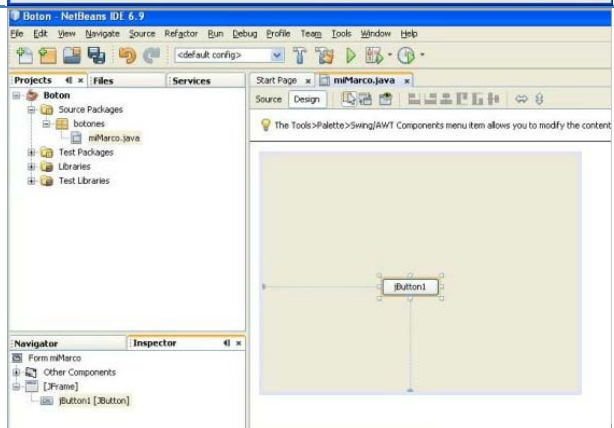 Boton - NetBeans IDE 6.9
File Edit View Navigate Source Refactor Run Debug Profile Team Tools Window Help
<default config>
Projects Files Services
Start Page miMarco.java
Source Design
The Tools>Palette>Swing/AWT Components menu item allows you to modify the content
Boton
Source Packages
botones
miMarco.java
Test Packages
Libraries
Test Libraries
jButton1
Navigator Inspector
Form miMarco
Other Components
[JFrame]
jButton1 [JButton]